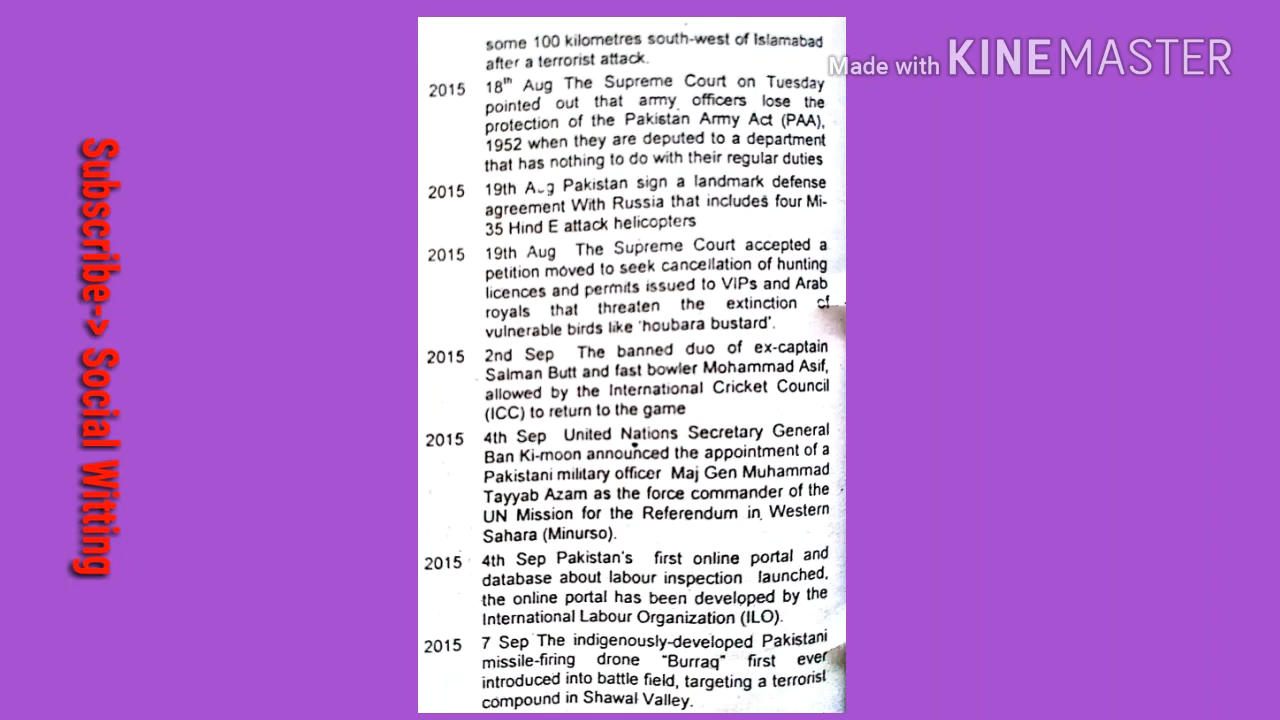 some 100 kilometres south-west of Islamabad
after a terrorist attack.
2015 18th Aug The Supreme Court on Tuesday
pointed out that army officers lose the
protection of the Pakistan Army Act (PAA),
1952 when they are deputed to a department
that has nothing to do with their regular duties
2015 19th Aug Pakistan sign a landmark defense
agreement With Russia that includes four Mi-
35 Hind E attack helicopters
2015 19th Aug The Supreme Court accepted a
petition moved to seek cancellation of hunting
licences and permits issued to VIPs and Arab
royals that threaten the extinction of
vulnerable birds like 'houbara bustard'.
2015 2nd Sep The banned duo of ex-captain
Salman Butt and fast bowler Mohammad Asif,
allowed by the International Cricket Council
(ICC) to return to the game
2015 4th Sep United Nations Secretary General
Ban Ki-moon announced the appointment of a
Pakistani military officer Maj Gen Muhammad
Tayyab Azam as the force commander of the
UN Mission for the Referendum in Western
Sahara (Minurso).
2015 4th Sep Pakistan's first online portal and
database about labour inspection launched,
the online portal has been developed by the
International Labour Organization (ILO).
2015 7 Sep The indigenously-developed Pakistani
missile-firing drone "Burraq" first ever
introduced into battle field, targeting a terrorist
compound in Shawal Valley.
Made with KINEMASTER
Subscribe-> Social Witting